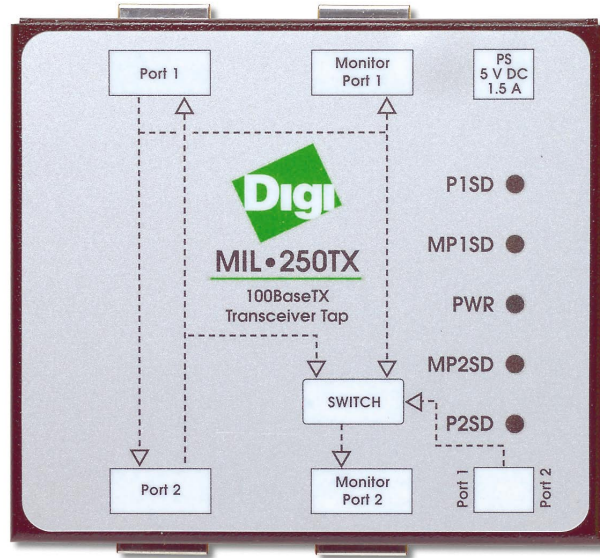 Port 1
Monitor
Port 1
PS
5 V DC
1.5 A
P1SD
Digi
MP1SD
MIL•250TX
100BaseTX
Transceiver Tap
PWR
MP2SD
SWITCH
P2SD
Port 2
Monitor
Port 2
Port 1
Port 2